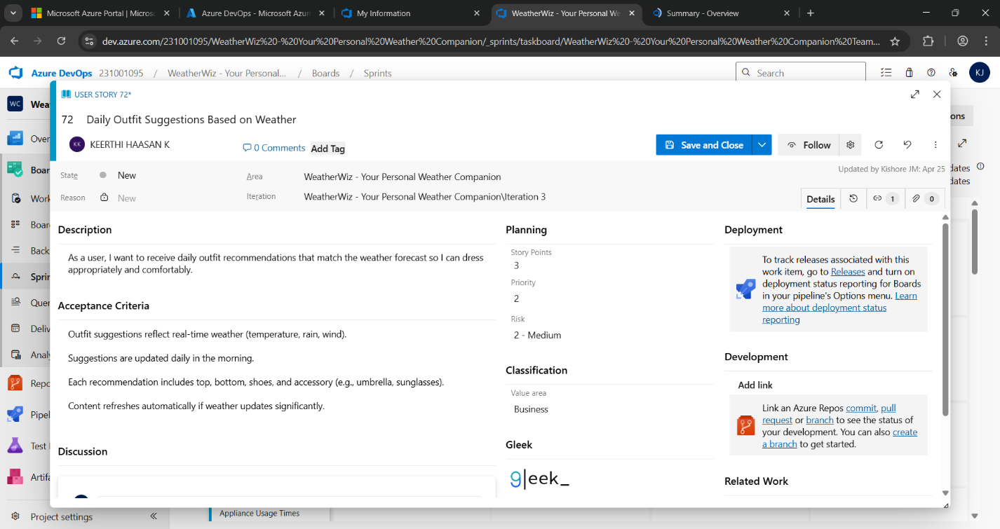 Microsoft Azure Portal | Micros
Azure DevOps - Microsoft Azur
My Information
WeatherWiz - Your Personal We
Summary - Overview
dev.azure.com/231001095/WeatherWiz%20-%20Your%20Personal%20Weather%20Companion/_sprints/taskboard/WeatherWiz%20-%20Your%20Personal%20Weather%20Companion%20Team...
Azure DevOps 231001095 / WeatherWiz - Your Personal... / Boards / Sprints
Search
KJ
WC Wea
USER STORY 72*
72 Daily Outfit Suggestions Based on Weather
ons
Over
KK KEERTHI HAASAN K
0 Comments Add Tag
Save and Close
Follow
Boar
State New
Area WeatherWiz - Your Personal Weather Companion
Updated by Kishore JM: Apr 25
dates
dates
Work
Reason New
Iteration WeatherWiz - Your Personal Weather Companion\Iteration 3
Details 1 0
Boar
Back
Sprin
Quer
Deliv
Analy
Repo
Pipel
Test
Artifa
Project settings
Description
As a user, I want to receive daily outfit recommendations that match the weather forecast so I can dress
appropriately and comfortably.
Acceptance Criteria
Outfit suggestions reflect real-time weather (temperature, rain, wind).
Suggestions are updated daily in the morning.
Each recommendation includes top, bottom, shoes, and accessory (e.g., umbrella, sunglasses).
Content refreshes automatically if weather updates significantly.
Discussion
Planning
Story Points
3
Priority
2
Risk
2 - Medium
Classification
Value area
Business
Gleek
gleek_
Deployment
To track releases associated with this
work item, go to Releases and turn on
deployment status reporting for Boards
in your pipeline's Options menu. Learn
more about deployment status
reporting
Development
Add link
Link an Azure Repos commit, pull
request or branch to see the status of
your development. You can also create
a branch to get started.
Related Work
Appliance Usage Times